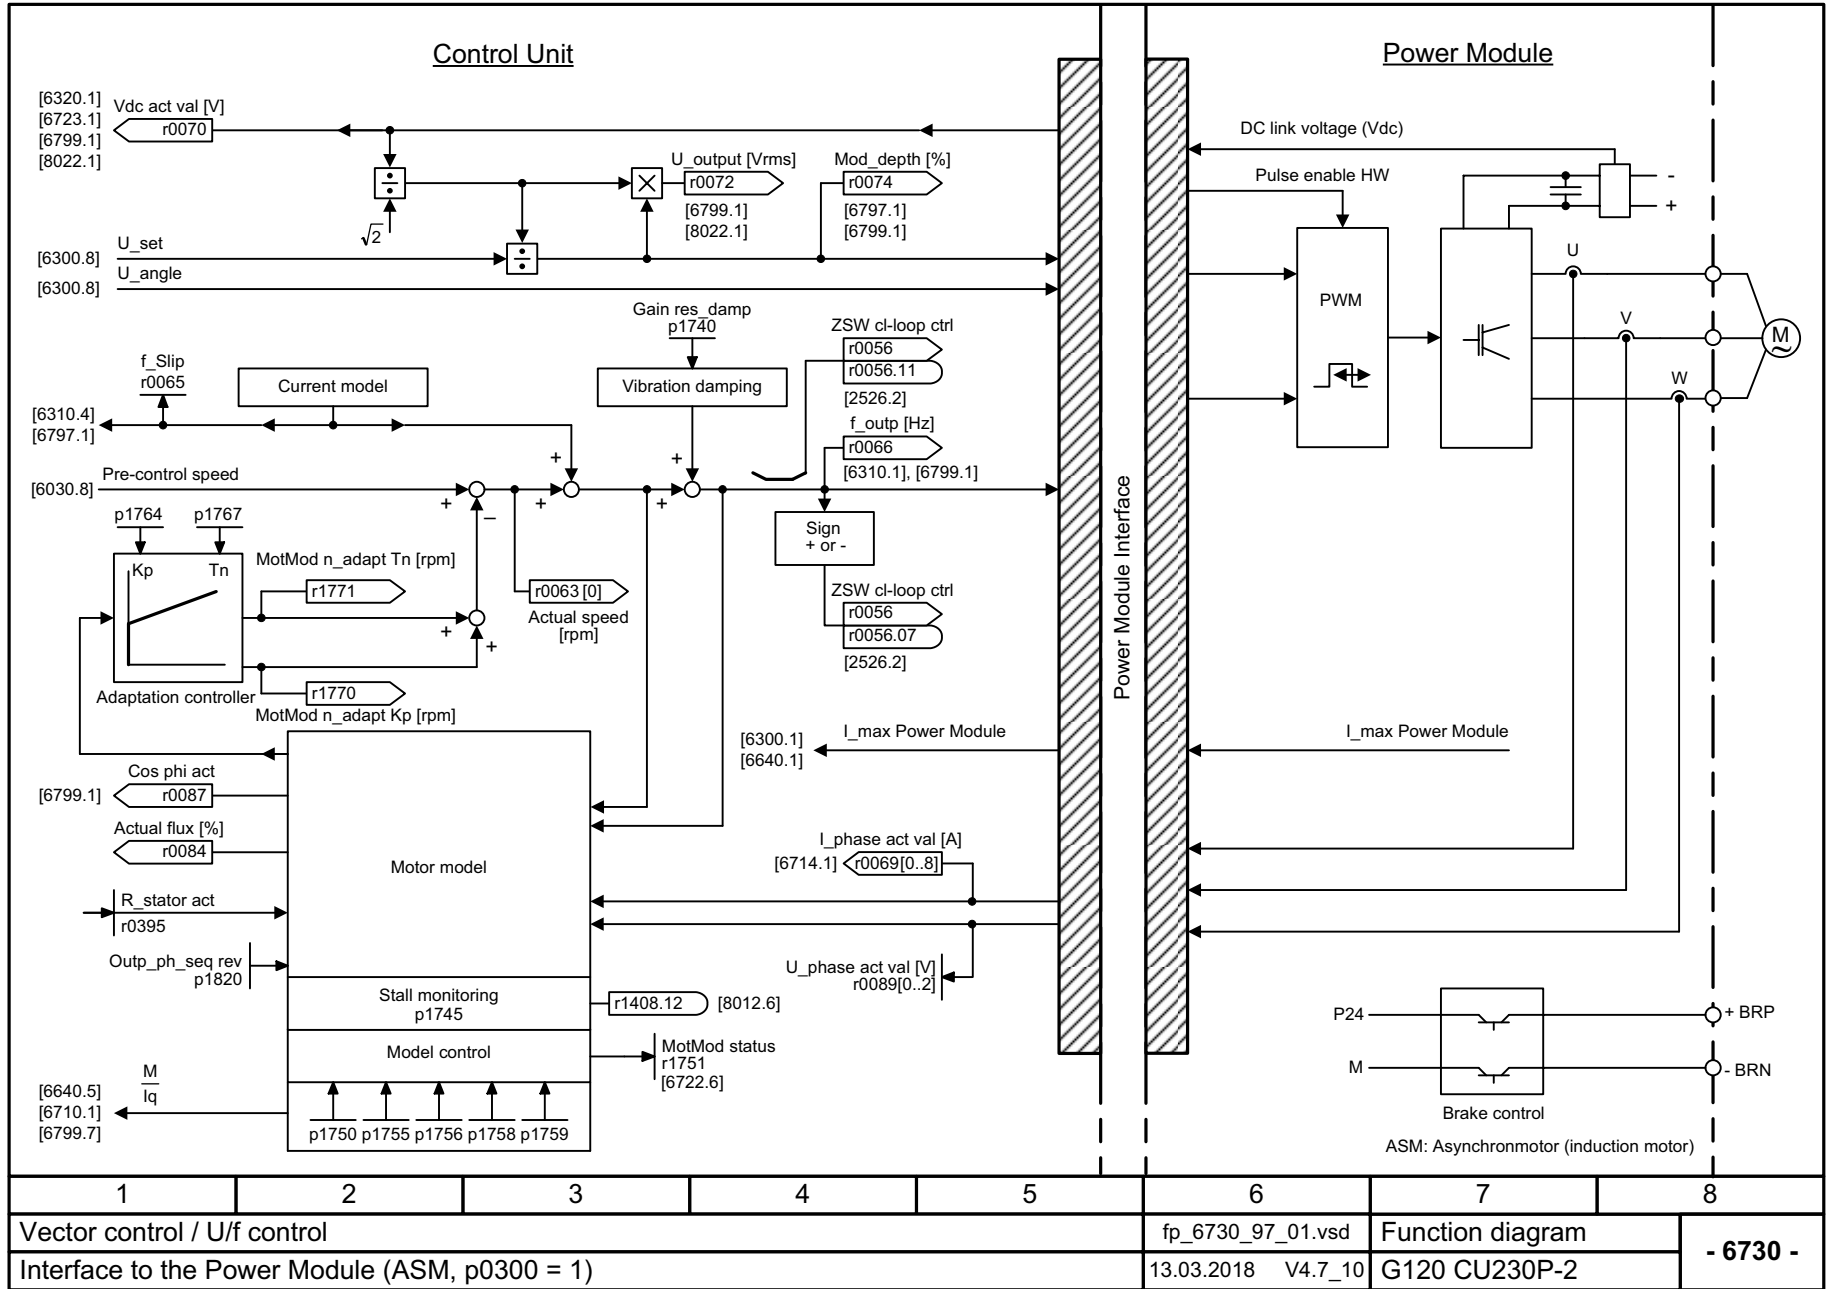 Control Unit
Power Module
[6320.1]
[6723.1]
[6799.1]
[8022.1]
Vdc act val [V]
r0070
÷
√2
U_output [Vrms]
r0072
[6799.1]
[8022.1]
Mod_depth [%]
r0074
[6797.1]
[6799.1]
U_set
[6300.8]
÷
U_angle
[6300.8]
DC link voltage (Vdc)
Pulse enable HW
-
+
PWM
U
V
W
M
~
Gain res_damp
p1740
Vibration damping
ZSW cl-loop ctrl
r0056
r0056.11
[2526.2]
f_outp [Hz]
r0066
[6310.1], [6799.1]
f_Slip
r0065
Current model
[6310.4]
[6797.1]
Pre-control speed
[6030.8]
+
–
+
+
+
+
Sign
+ or -
ZSW cl-loop ctrl
r0056
r0056.07
[2526.2]
p1764
p1767
Kp
Tn
MotMod n_adapt Tn [rpm]
r1771
+
+
r0063 [0]
Actual speed
[rpm]
Adaptation controller
r1770
MotMod n_adapt Kp [rpm]
Power Module Interface
[6300.1]
[6640.1]
I_max Power Module
I_max Power Module
Cos phi act
[6799.1]
r0087
Actual flux [%]
r0084
Motor model
I_phase act val [A]
[6714.1]
r0069[0..8]
R_stator act
r0395
Outp_ph_seq rev
p1820
U_phase act val [V]
r0089[0..2]
Stall monitoring
p1745
r1408.12
[8012.6]
Model control
MotMod status
r1751
[6722.6]
[6640.5]
[6710.1]
[6799.7]
M
Iq
p1750 p1755 p1756 p1758 p1759
P24
+ BRP
M
- BRN
Brake control
ASM: Asynchronmotor (induction motor)
1 2 3 4 5 6 7 8
Vector control / U/f control
fp_6730_97_01.vsd
Function diagram
- 6730 -
Interface to the Power Module (ASM, p0300 = 1)
13.03.2018 V4.7_10
G120 CU230P-2